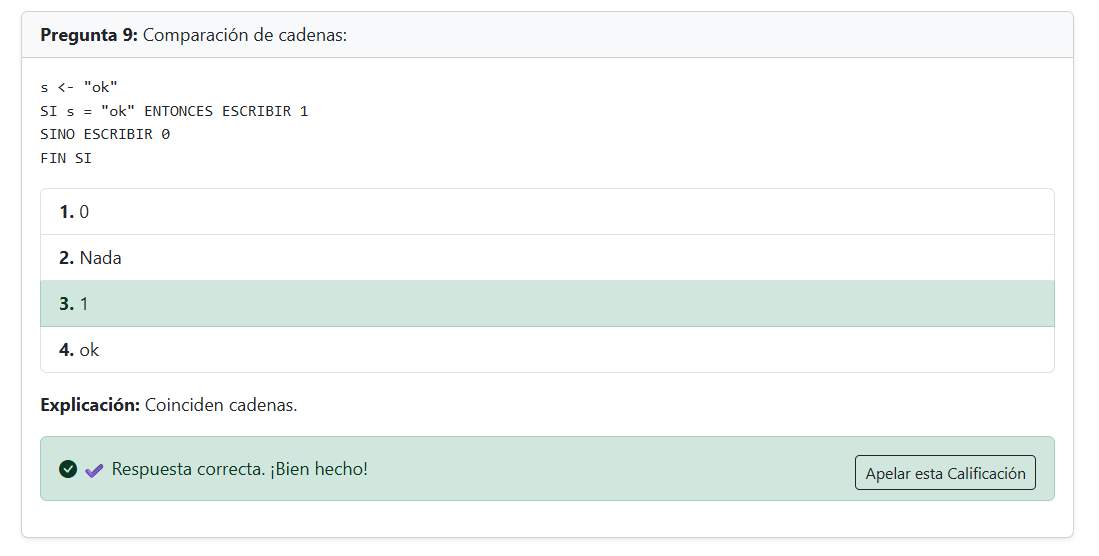 Pregunta 9: Comparación de cadenas:
s <- "ok"
SI s = "ok" ENTONCES ESCRIBIR 1
SINO ESCRIBIR 0
FIN SI
1. 0
2. Nada
3. 1
4. ok
Explicación: Coinciden cadenas.
Respuesta correcta. ¡Bien hecho!
Apelar esta Calificación